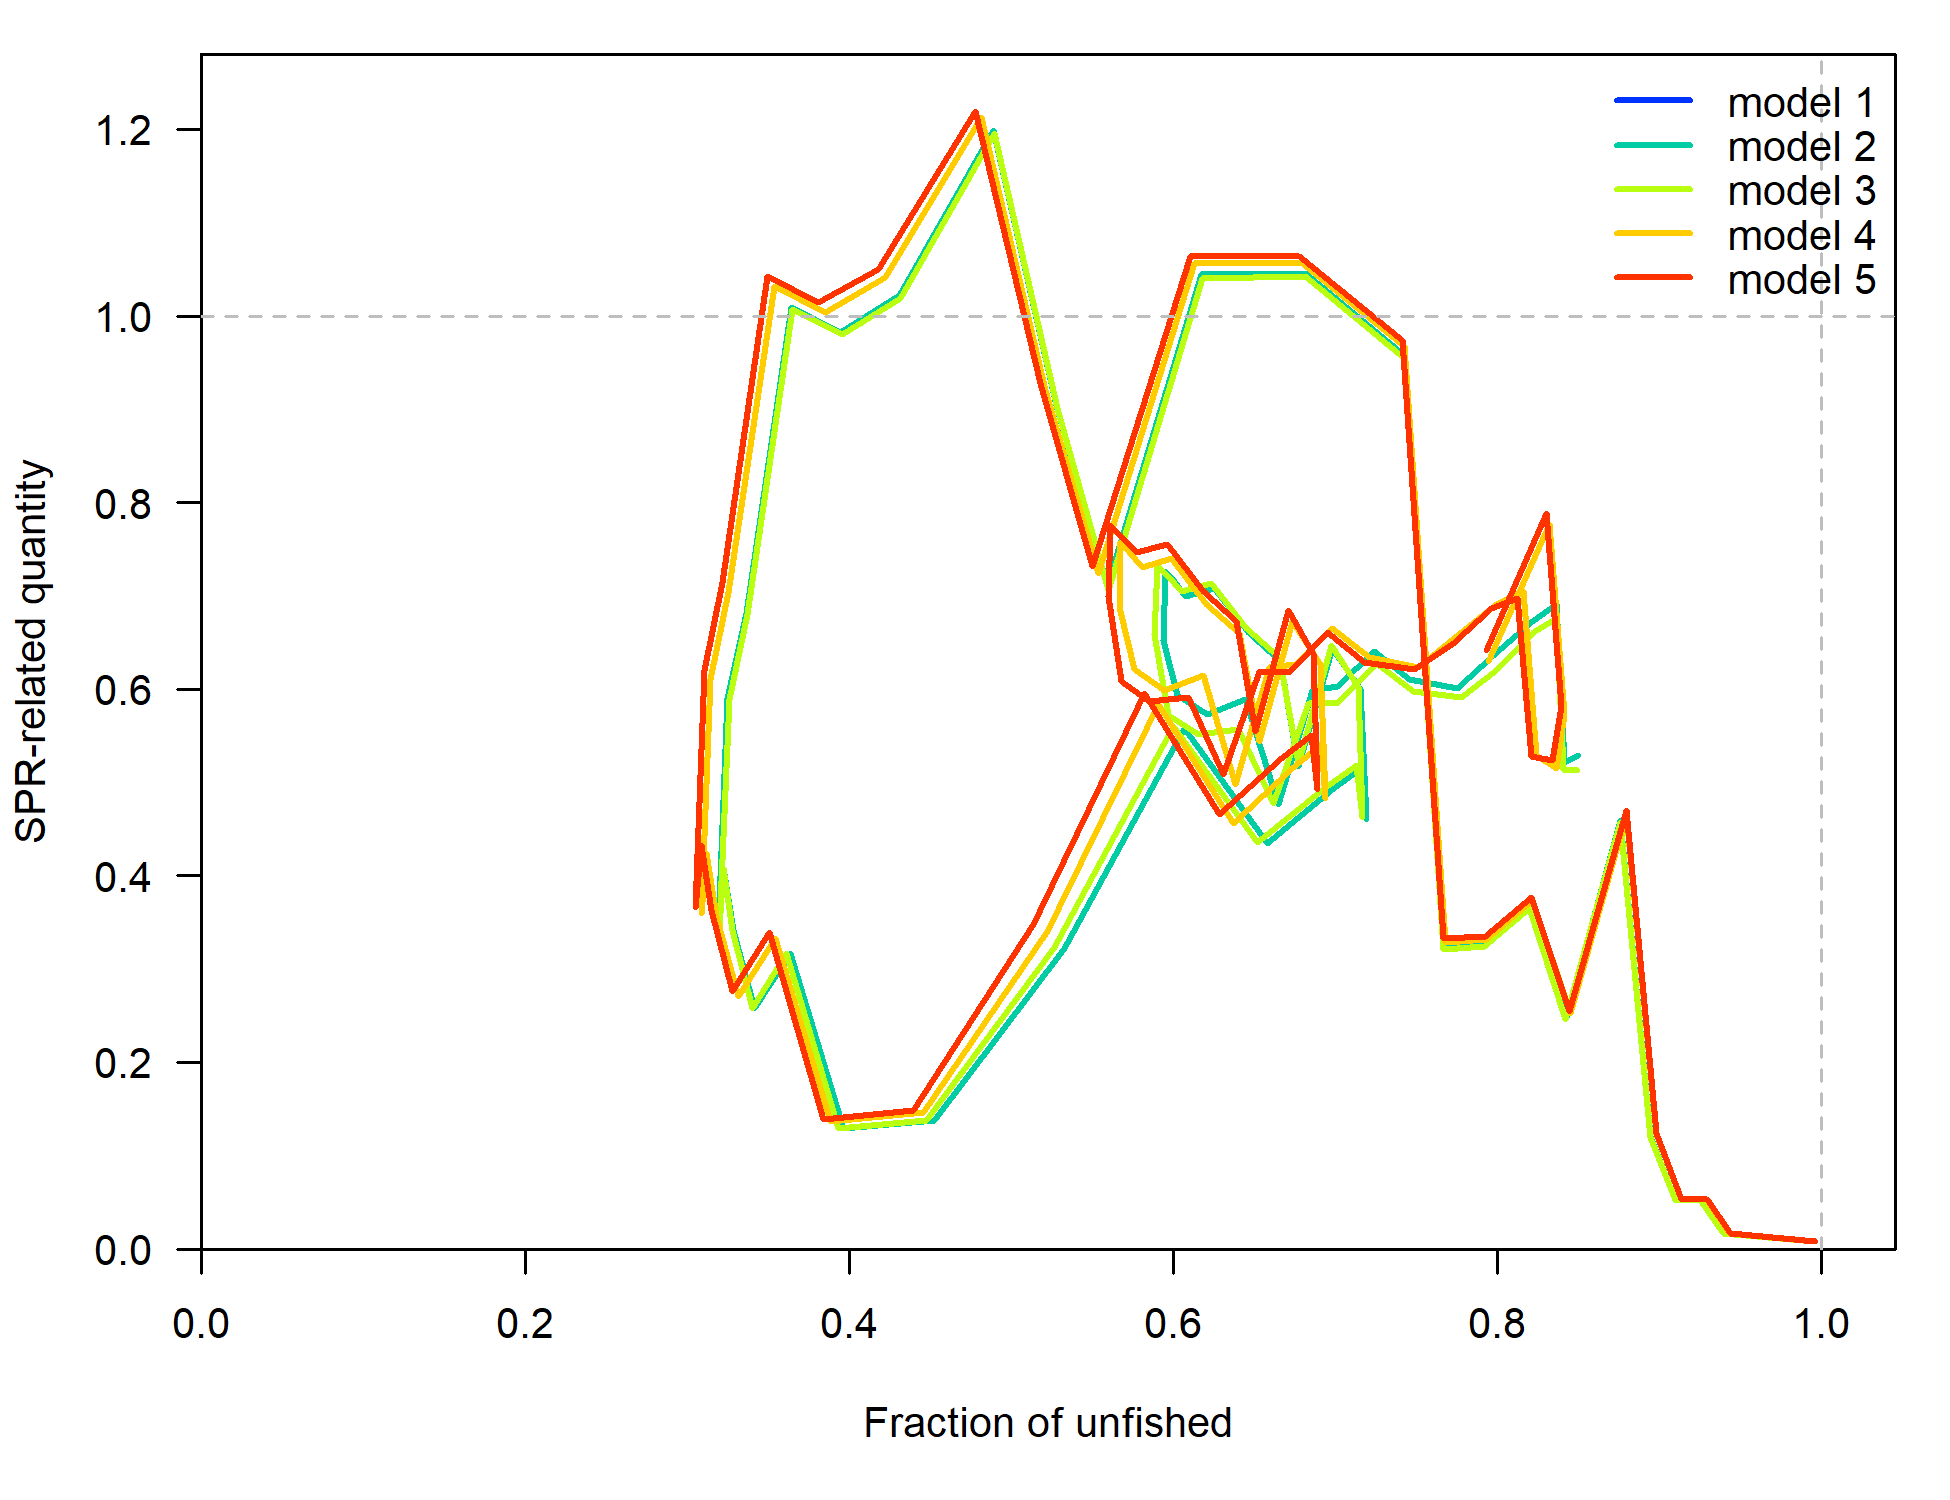 model 1
model 2
model 3
model 4
model 5
SPR-related quantity
1.2
1.0
0.8
0.6
0.4
0.2
0.0
0.0 0.2 0.4 0.6 0.8 1.0
Fraction of unfished